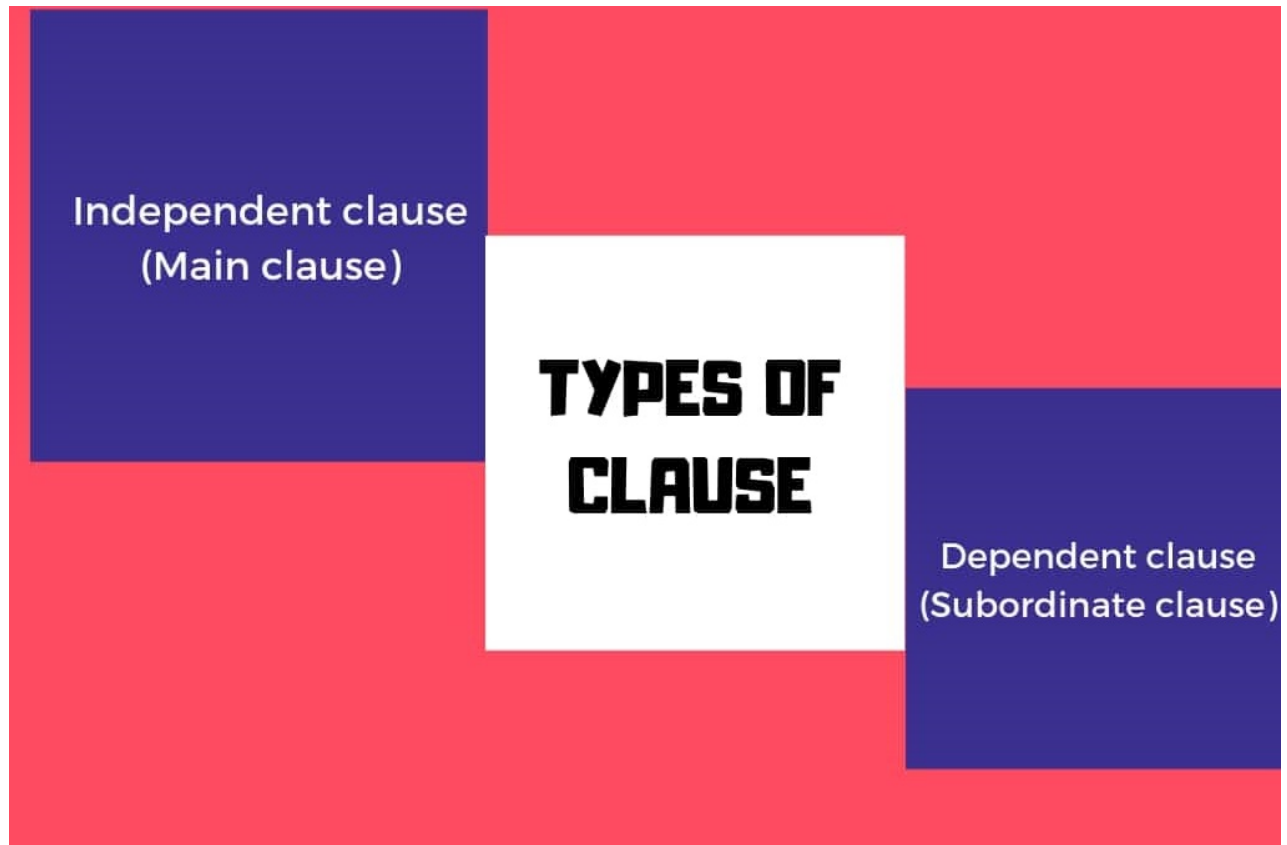 Independent clause
(Main clause)
TYPES OF
CLAUSE
Dependent clause
(Subordinate clause)